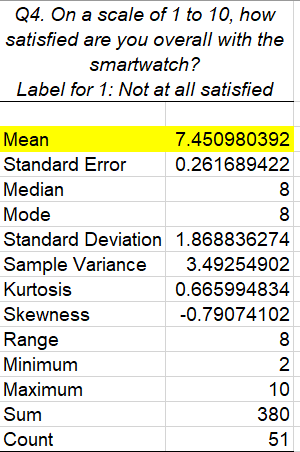 Q4. On a scale of 1 to 10, how
satisfied are you overall with the
smartwatch?
Label for 1: Not at all satisfied
Mean 7.450980392
Standard Error 0.261689422
Median 8
Mode 8
Standard Deviation 1.868836274
Sample Variance 3.49254902
Kurtosis 0.665994834
Skewness -0.79074102
Range 8
Minimum 2
Maximum 10
Sum 380
Count 51